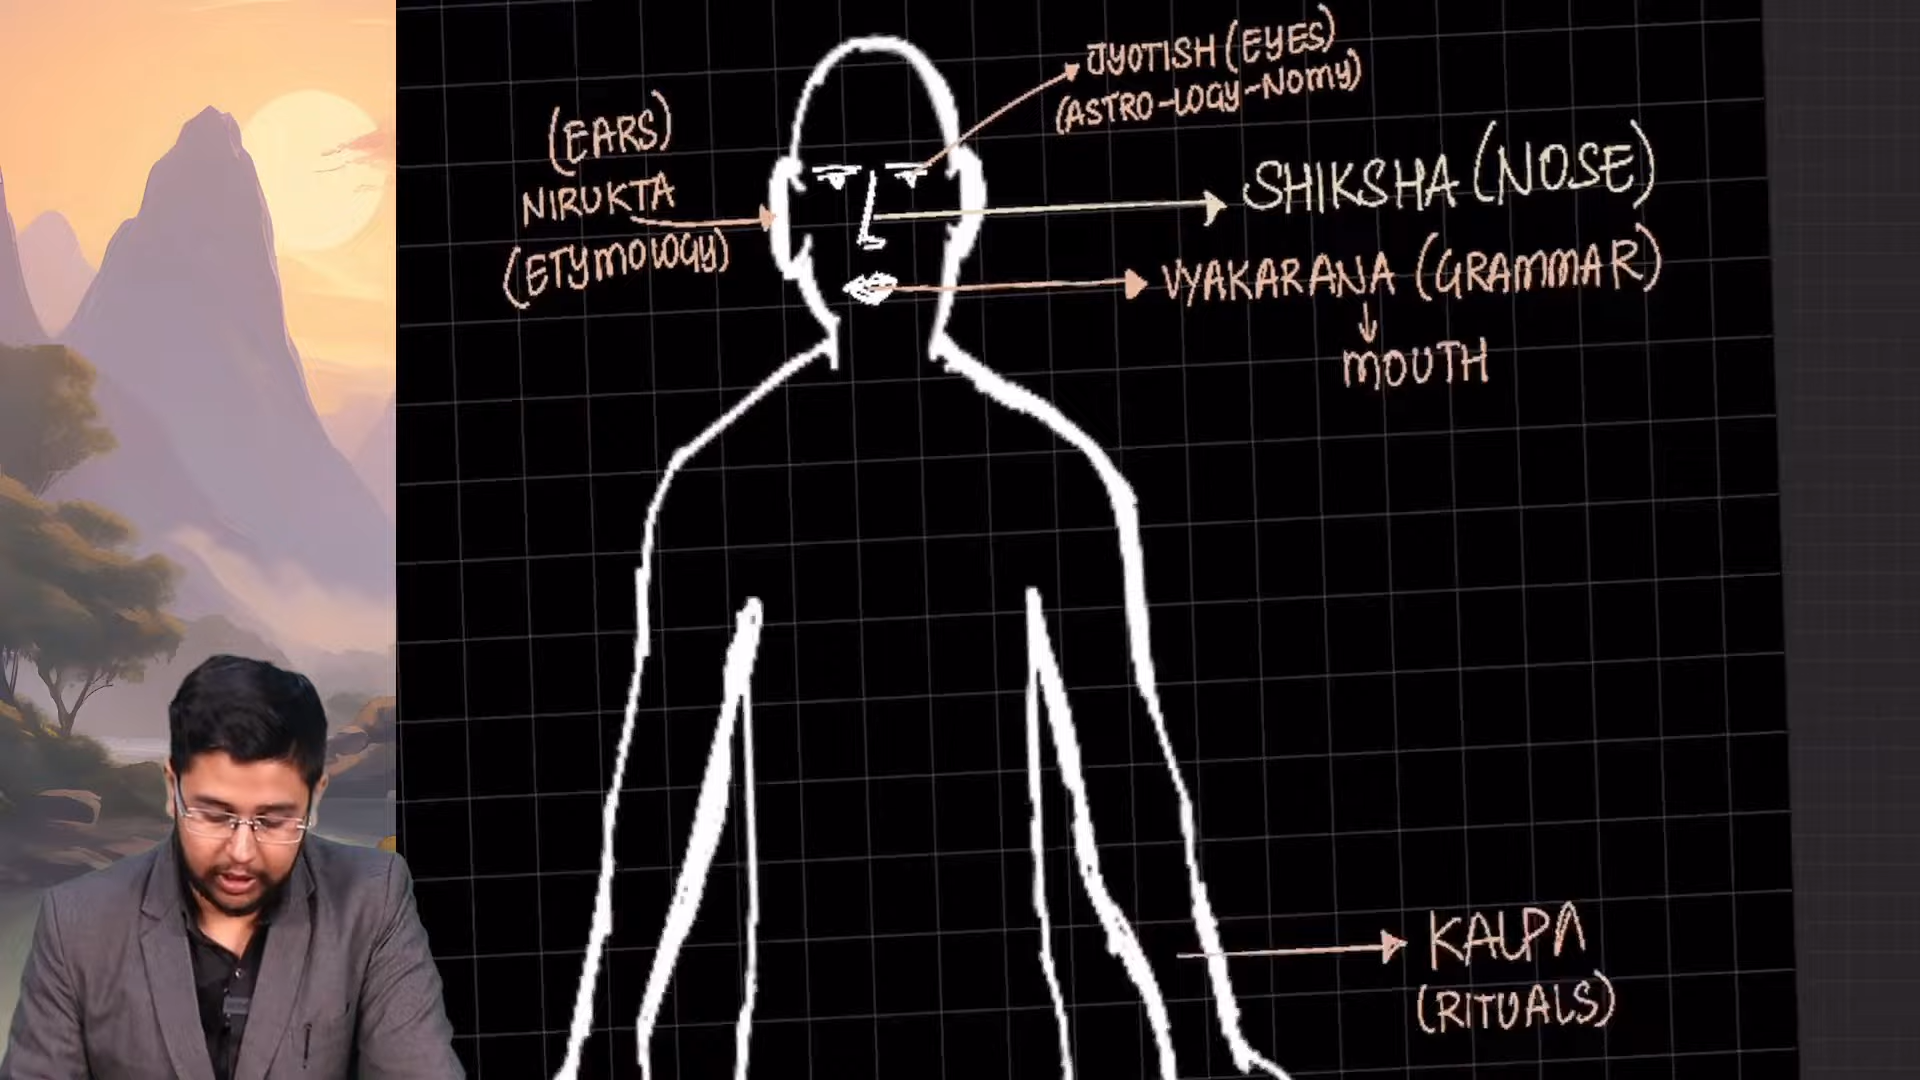 JYOTISH (EYES)
(ASTRO-LOGY-NOMY)
(EARS)
NIRUKTA
(ETYMOLOGY)
SHIKSHA (NOSE)
VYAKARANA (GRAMMAR)
↓
MOUTH
KALPA
(RITUALS)